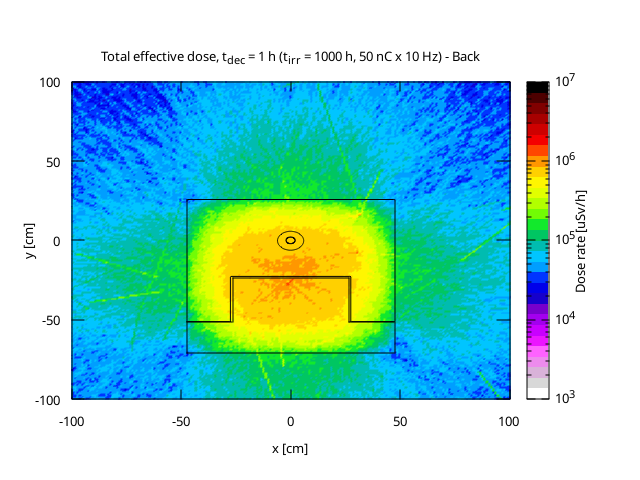 Total effective dose, t_dec = 1 h (t_irr = 1000 h, 50 nC x 10 Hz) - Back
100
50
0
-50
-100
y [cm]
-100 -50 0 50 100
x [cm]
10^7
10^6
10^5
10^4
10^3
Dose rate [uSv/h]